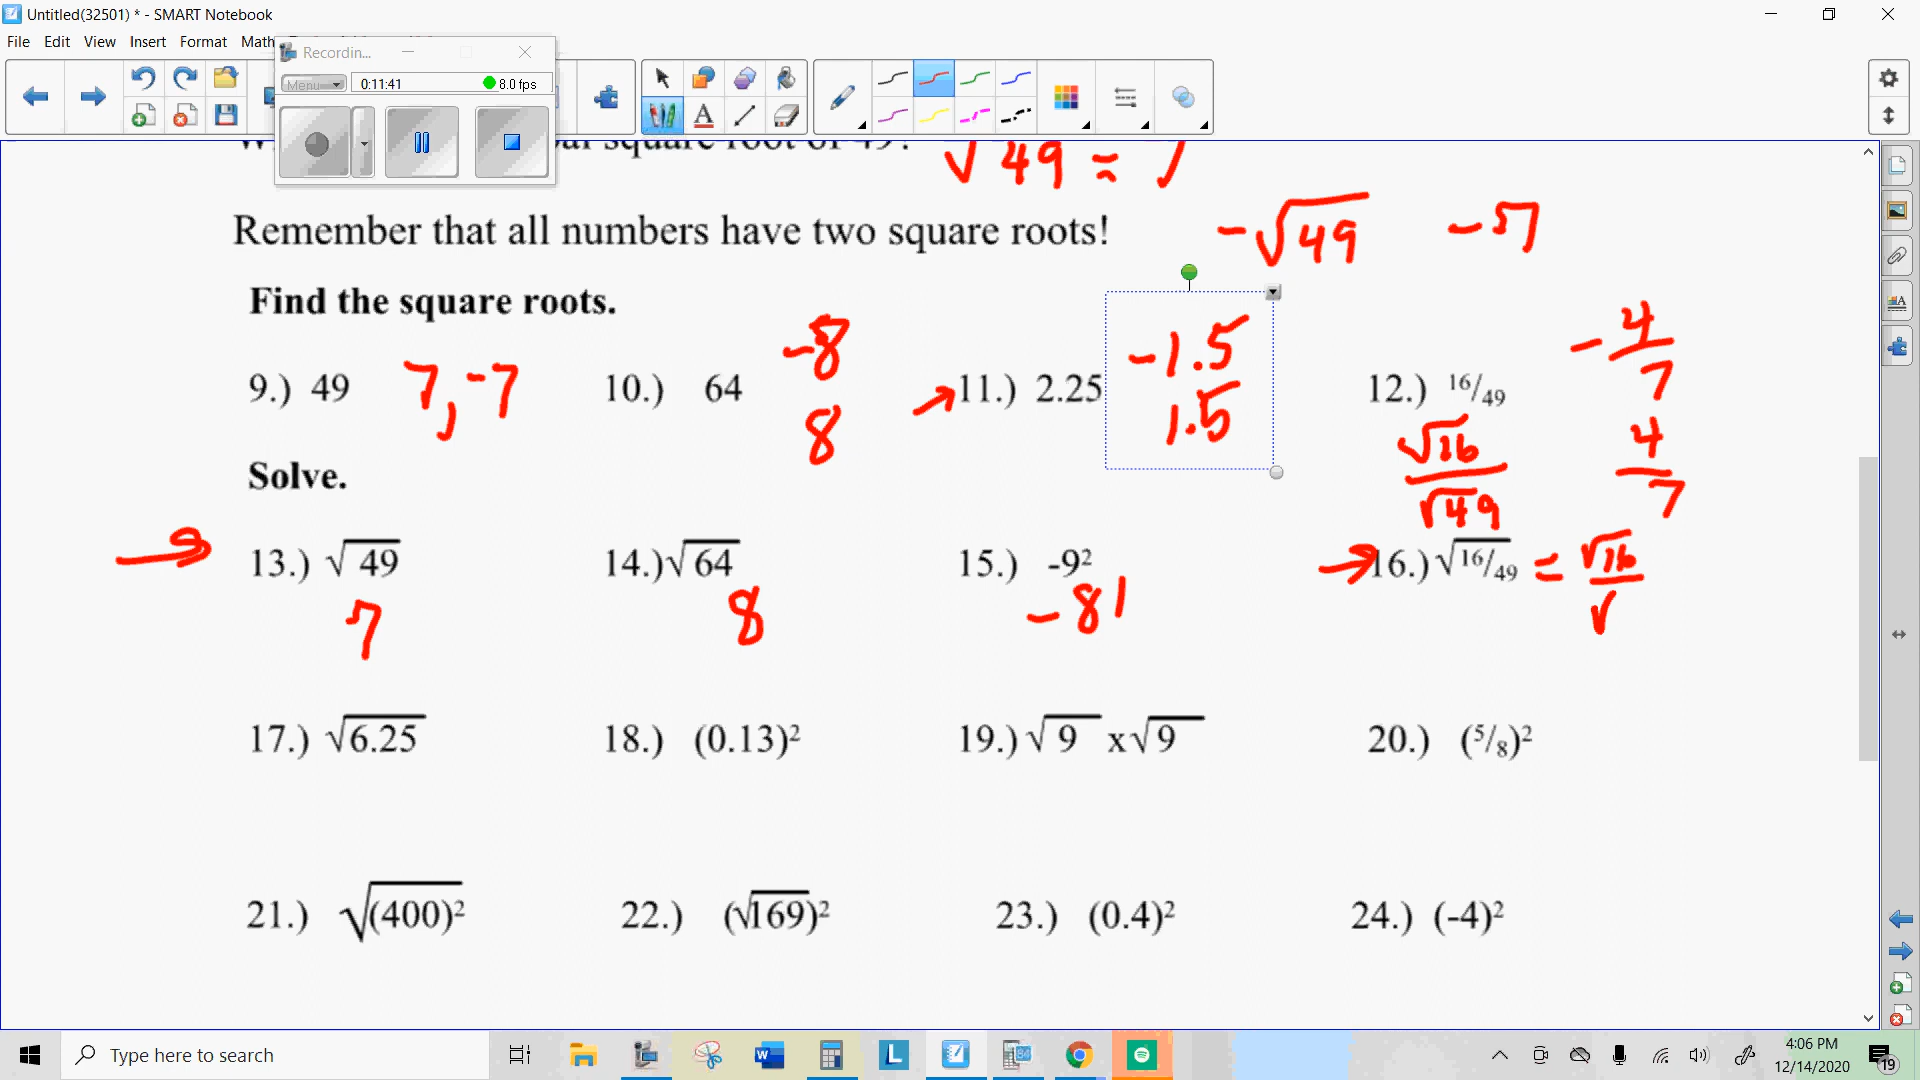 Untitled(32501) * - SMART Notebook
File Edit View Insert Format Math
Recordin...
Menu 0:11:41 8.0 fps
square root of 49? √49 = 7
Remember that all numbers have two square roots! -√49 -7
Find the square roots.
9.) 49 7, -7 10.) 64 -8 8 11.) 2.25 -1.5 1.5 12.) 16/49 -4/7 4/7
√16/√49
Solve.
13.) √49 14.) √64 15.) -9² 16.) √16/49 = √16/√
7 8 -81
17.) √6.25 18.) (0.13)² 19.) √9 x √9 20.) (5/8)²
21.) √(400)² 22.) (√169)² 23.) (0.4)² 24.) (-4)²
Type here to search
4:06 PM
12/14/2020
19